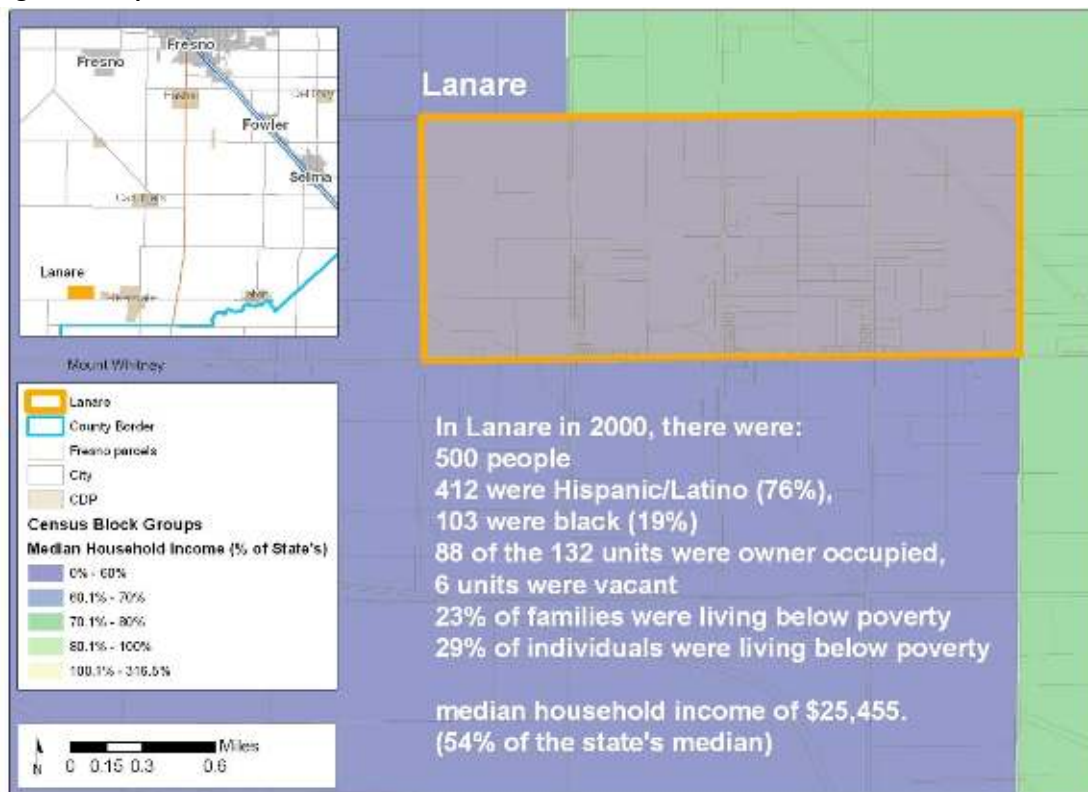 Fresno
Fresno
Fowler
Selma
Lanare
Mount Whitney
Lanare
Lanare
County Border
Fresno parcels
City
CDP
Census Block Groups
Median Household Income (% of State's)
0% - 60%
60.1% - 70%
70.1% - 80%
80.1% - 100%
100.1% - 316.5%
Miles
N 0 0.15 0.3 0.6
In Lanare in 2000, there were:
500 people
412 were Hispanic/Latino (76%),
103 were black (19%)
88 of the 132 units were owner occupied,
6 units were vacant
23% of families were living below poverty
29% of individuals were living below poverty
median household income of $25,455.
(54% of the state's median)